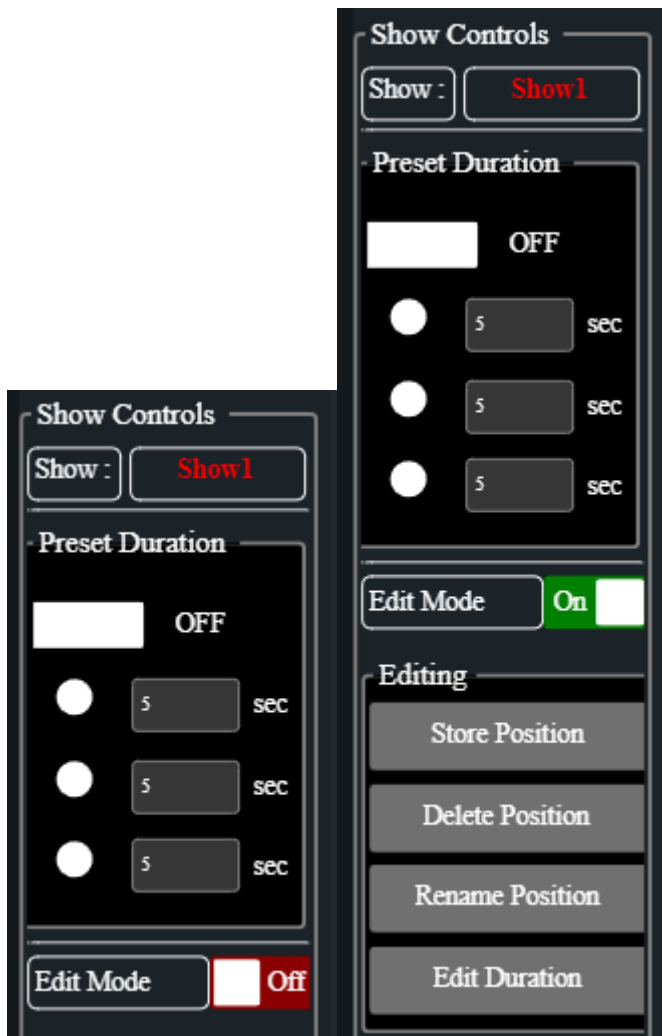 Show Controls
Show : Show1
Preset Duration
OFF
5 sec
5 sec
5 sec
Edit Mode Off
Show Controls
Show : Show1
Preset Duration
OFF
5 sec
5 sec
5 sec
Edit Mode On
Editing
Store Position
Delete Position
Rename Position
Edit Duration